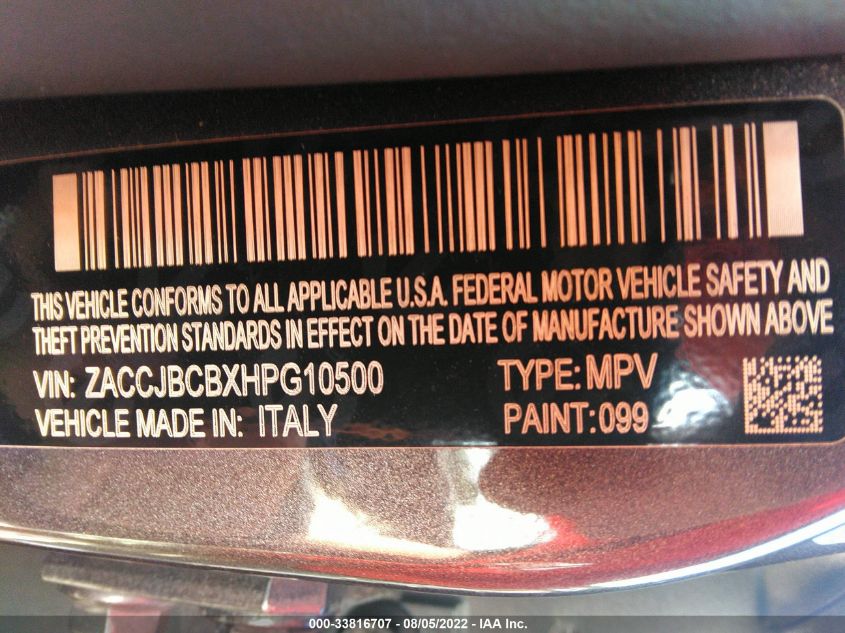 THIS VEHICLE CONFORMS TO ALL APPLICABLE U.S.A. FEDERAL MOTOR VEHICLE SAFETY AND
THEFT PREVENTION STANDARDS IN EFFECT ON THE DATE OF MANUFACTURE SHOWN ABOVE
VIN: ZACCJBCBXHPG10500 TYPE: MPV
VEHICLE MADE IN: ITALY PAINT: 099
000-33816707 - 08/05/2022 - IAA Inc.